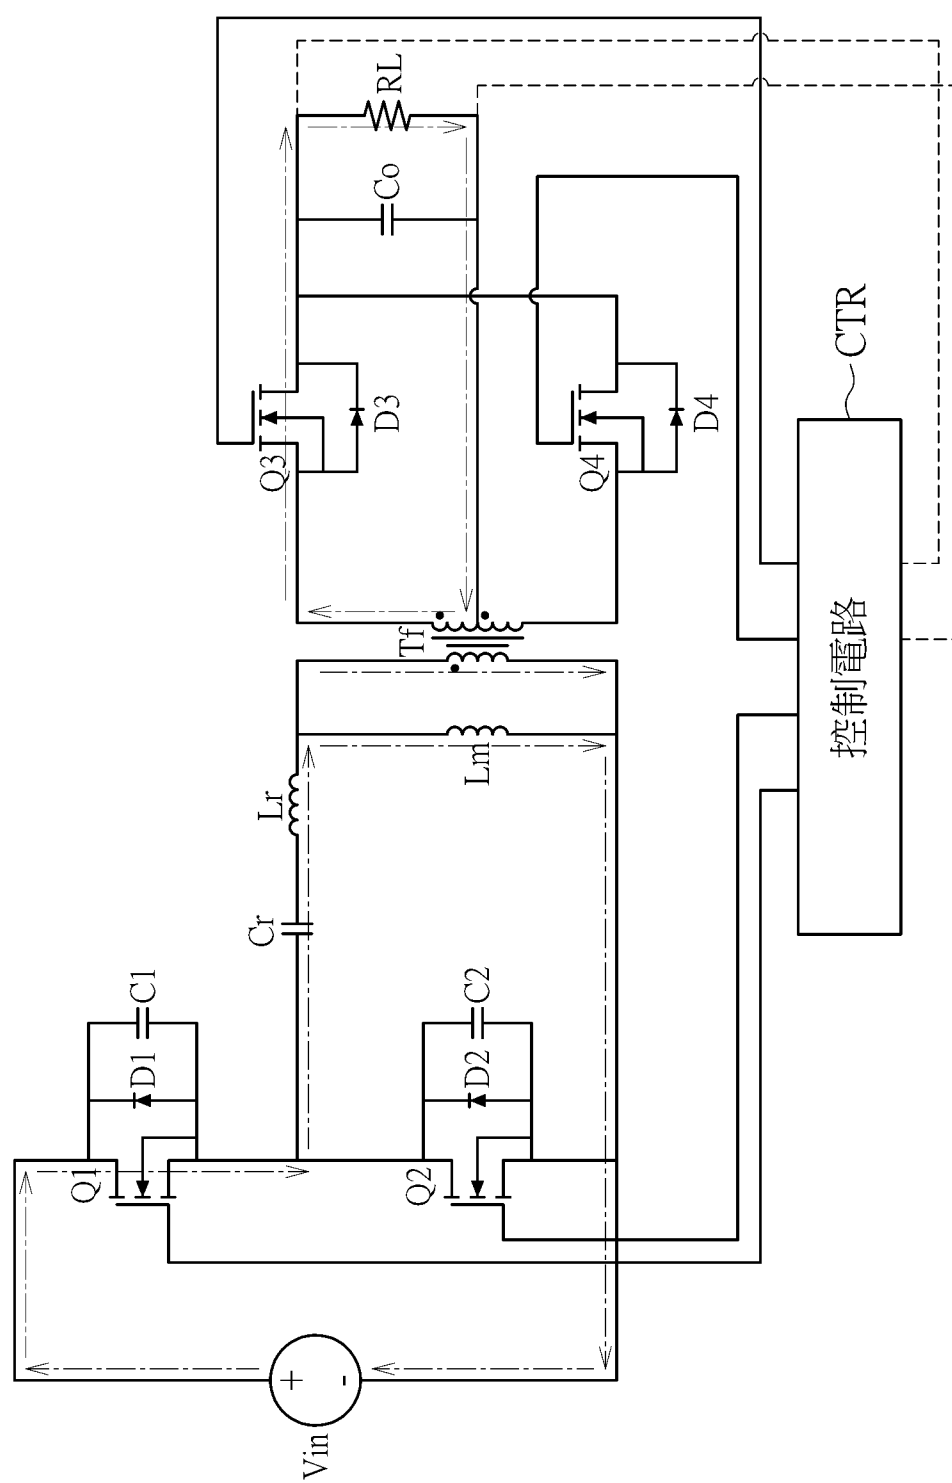 Vin
+
-
Q1
D1
C1
Q2
D2
C2
Cr
Lr
Lm
Tf
Q3
D3
Q4
D4
Co
RL
控制電路
CTR